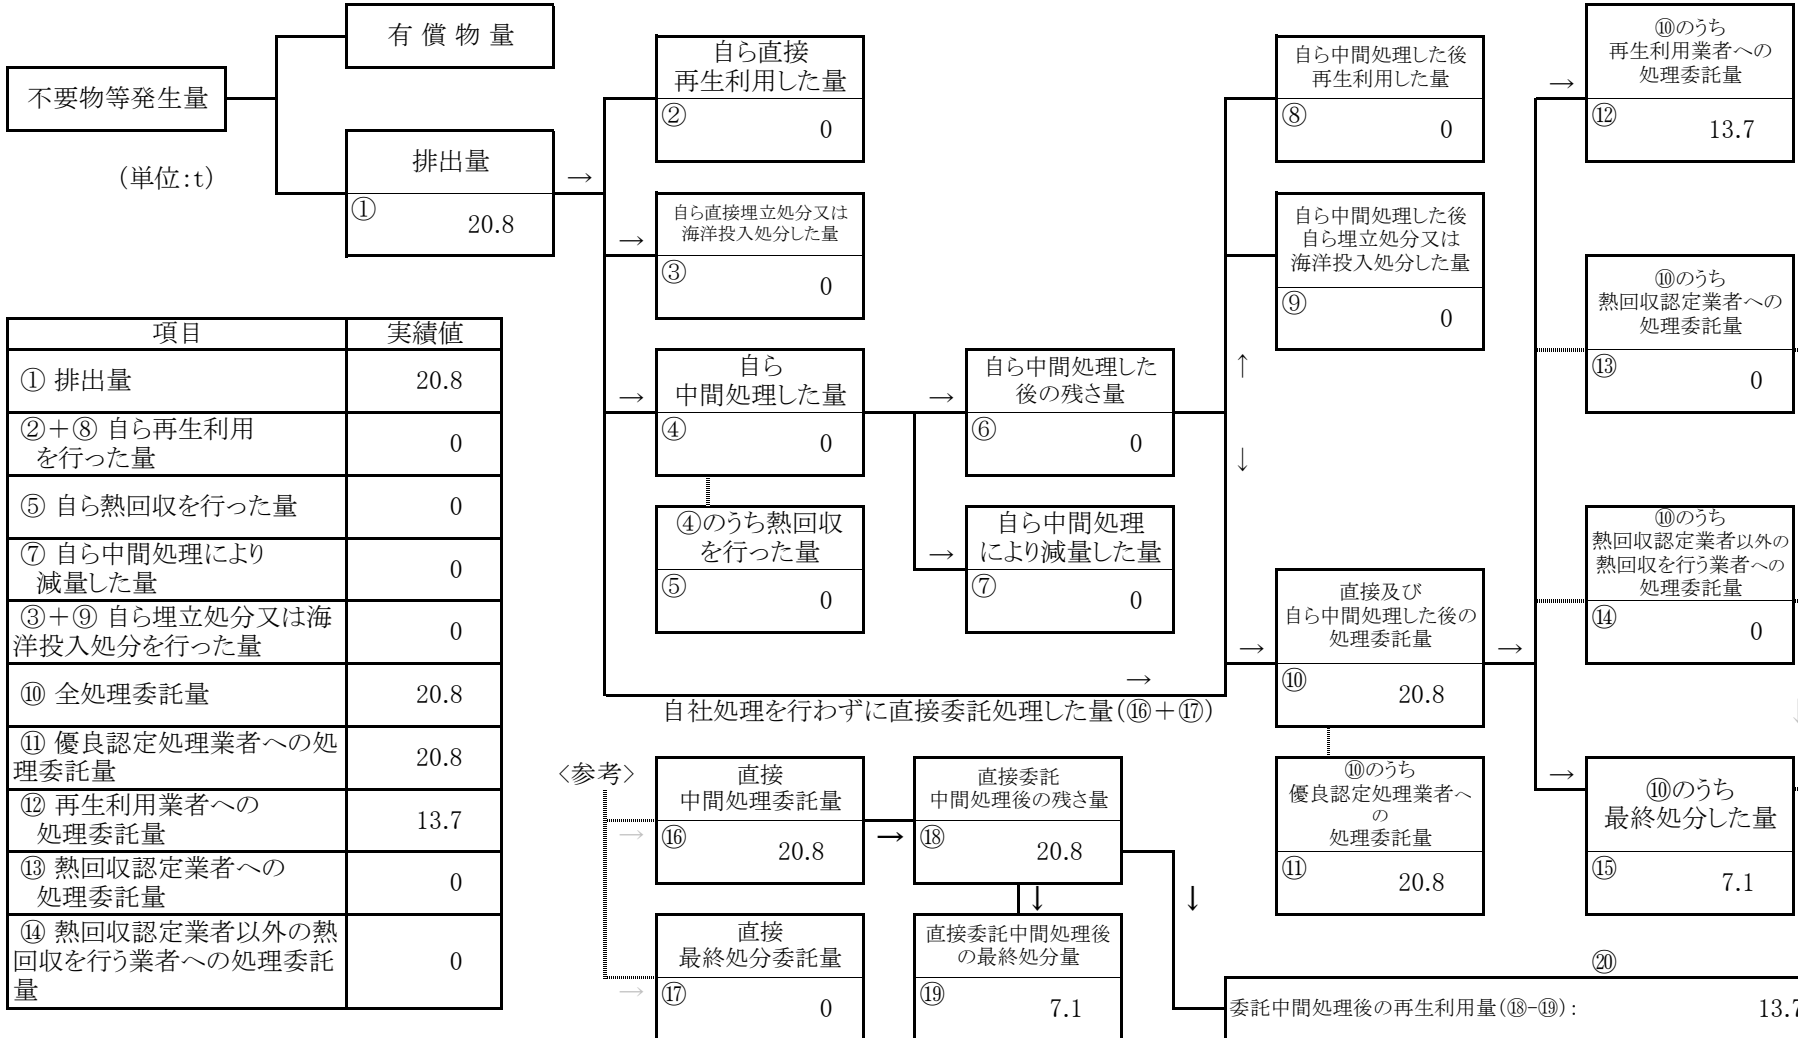 有 償 物 量
不要物等発生量
（単位：t）
排出量
①
20.8
→
自ら直接
再生利用した量
②
0
→
自ら直接埋立処分又は
海洋投入処分した量
③
0
→
自ら
中間処理した量
④
0
④のうち熱回収
を行った量
⑤
0
→
自ら中間処理した
後の残さ量
⑥
0
→
自ら中間処理
により減量した量
⑦
0
自ら中間処理した後
再生利用した量
⑧
0
自ら中間処理した後
自ら埋立処分又は
海洋投入処分した量
⑨
0
↑
↓
→
直接及び
自ら中間処理した後の
処理委託量
⑩
20.8
→
自社処理を行わずに直接委託処理した量（⑯＋⑰）
→
⑩のうち
優良認定処理業者へ
の
処理委託量
⑪
20.8
→
⑩のうち
再生利用業者への
処理委託量
⑫
13.7
⑩のうち
熱回収認定業者への
処理委託量
⑬
0
⑩のうち
熱回収認定業者以外の
熱回収を行う業者への
処理委託量
⑭
0
→
⑩のうち
最終処分した量
⑮
7.1
項目 実績値
① 排出量 20.8
②＋⑧ 自ら再生利用
を行った量 0
⑤ 自ら熱回収を行った量 0
⑦ 自ら中間処理により
減量した量 0
③＋⑨ 自ら埋立処分又は海
洋投入処分を行った量 0
⑩ 全処理委託量 20.8
⑪ 優良認定処理業者への処
理委託量 20.8
⑫ 再生利用業者への
処理委託量 13.7
⑬ 熱回収認定業者への
処理委託量 0
⑭ 熱回収認定業者以外の熱
回収を行う業者への処理委託
量 0
〈参考〉
→
直接
中間処理委託量
⑯
20.8
→
直接委託
中間処理後の残さ量
⑱
20.8
↓
↓
→
直接
最終処分委託量
⑰
0
直接委託中間処理後
の最終処分量
⑲
7.1
⑳
委託中間処理後の再生利用量（⑱-⑲）： 13.7